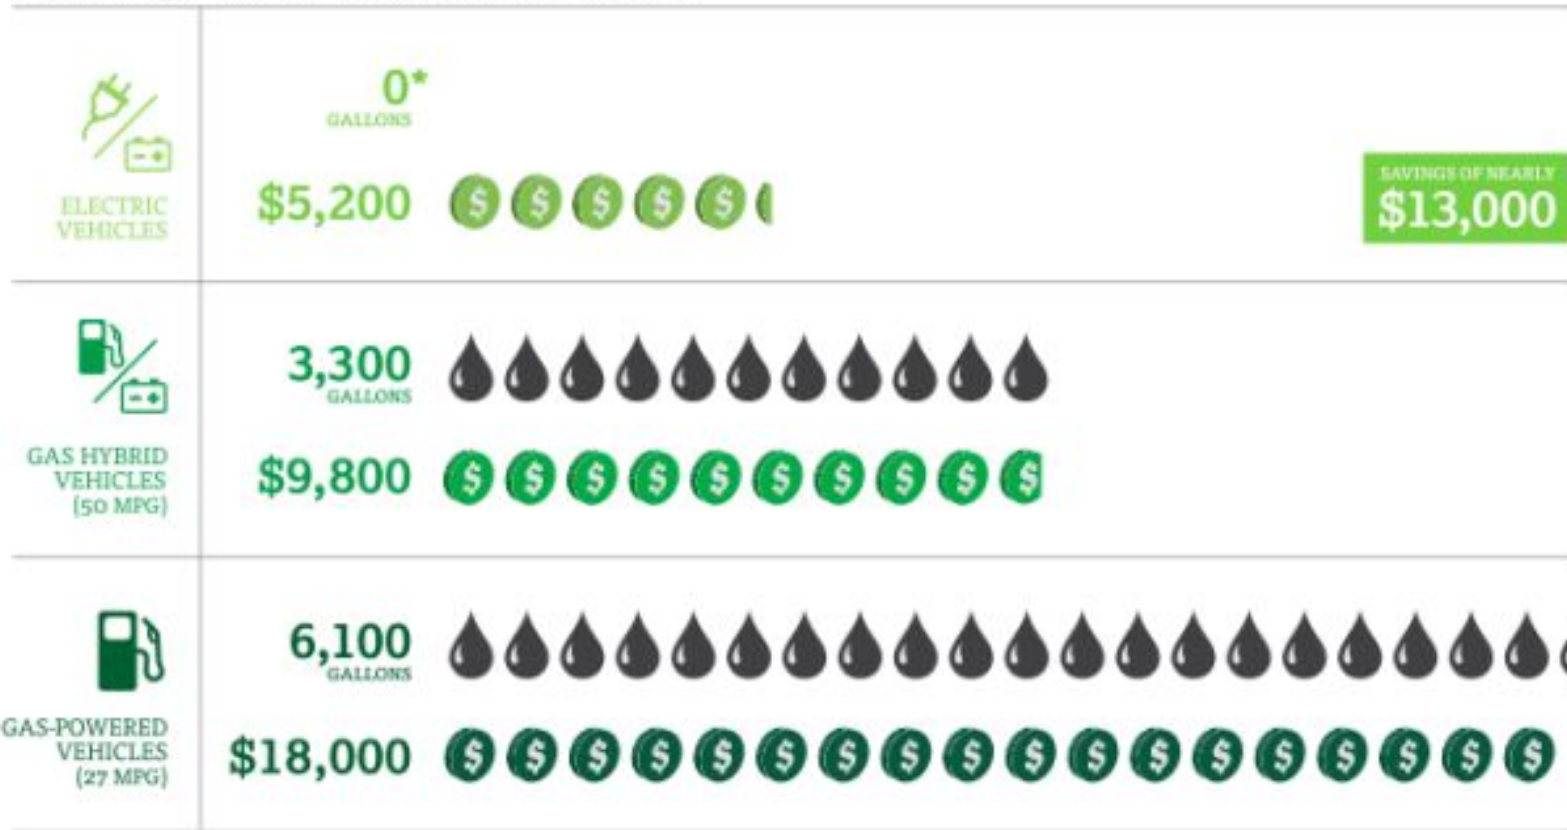 0*
GALLONS
$5,200
ELECTRIC
VEHICLES
SAVINGS OF NEARLY
$13,000
3,300
GALLONS
$9,800
GAS HYBRID
VEHICLES
(50 MPG)
6,100
GALLONS
$18,000
GAS-POWERED
VEHICLES
(27 MPG)